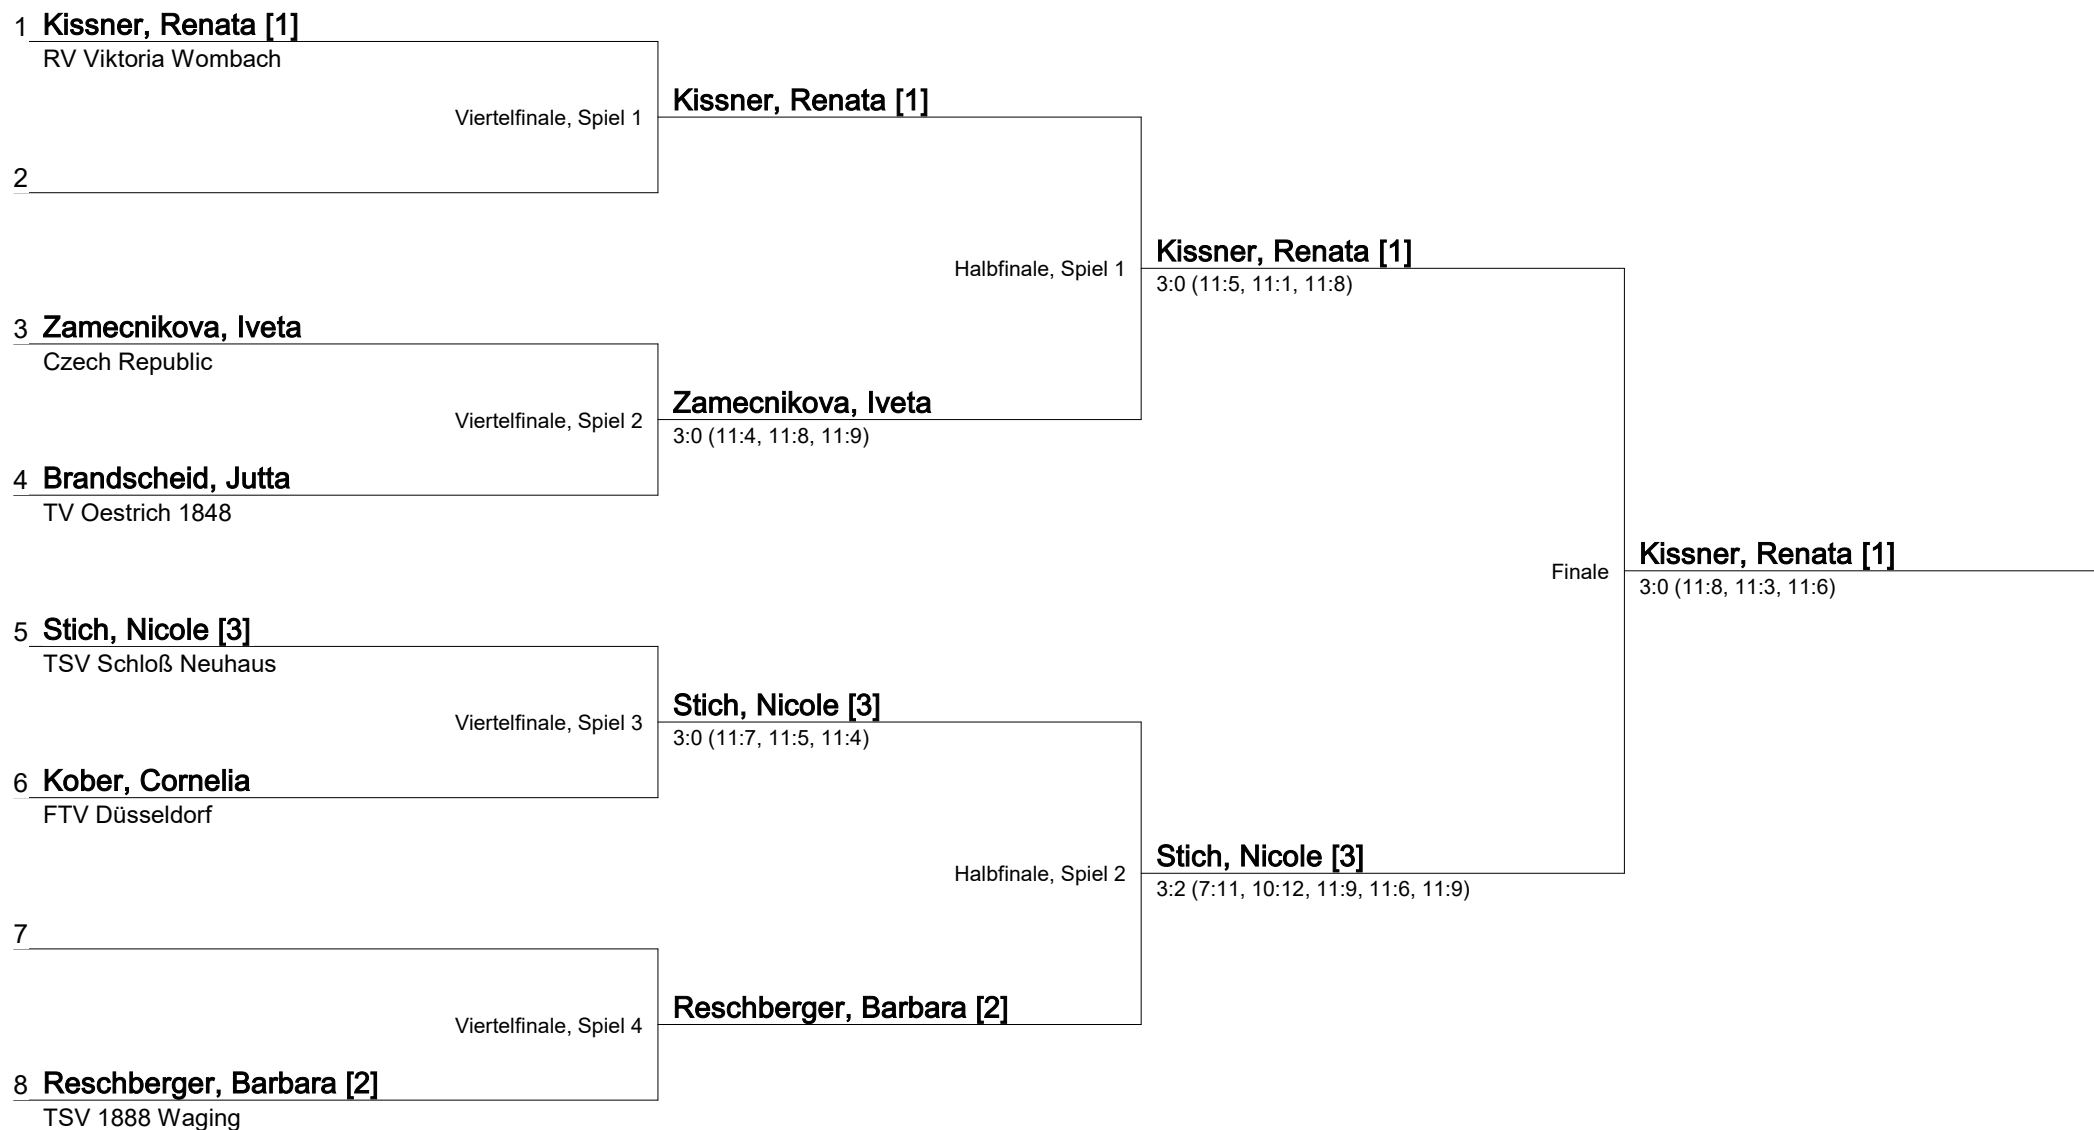 1 Kissner, Renata [1]
RV Viktoria Wombach
Viertelfinale, Spiel 1
Kissner, Renata [1]
2
Halbfinale, Spiel 1
Kissner, Renata [1]
3:0 (11:5, 11:1, 11:8)
3 Zamecnikova, Iveta
Czech Republic
Viertelfinale, Spiel 2
Zamecnikova, Iveta
3:0 (11:4, 11:8, 11:9)
4 Brandscheid, Jutta
TV Oestrich 1848
Finale
Kissner, Renata [1]
3:0 (11:8, 11:3, 11:6)
5 Stich, Nicole [3]
TSV Schloß Neuhaus
Viertelfinale, Spiel 3
Stich, Nicole [3]
3:0 (11:7, 11:5, 11:4)
6 Kober, Cornelia
FTV Düsseldorf
Halbfinale, Spiel 2
Stich, Nicole [3]
3:2 (7:11, 10:12, 11:9, 11:6, 11:9)
7
Viertelfinale, Spiel 4
Reschberger, Barbara [2]
8 Reschberger, Barbara [2]
TSV 1888 Waging